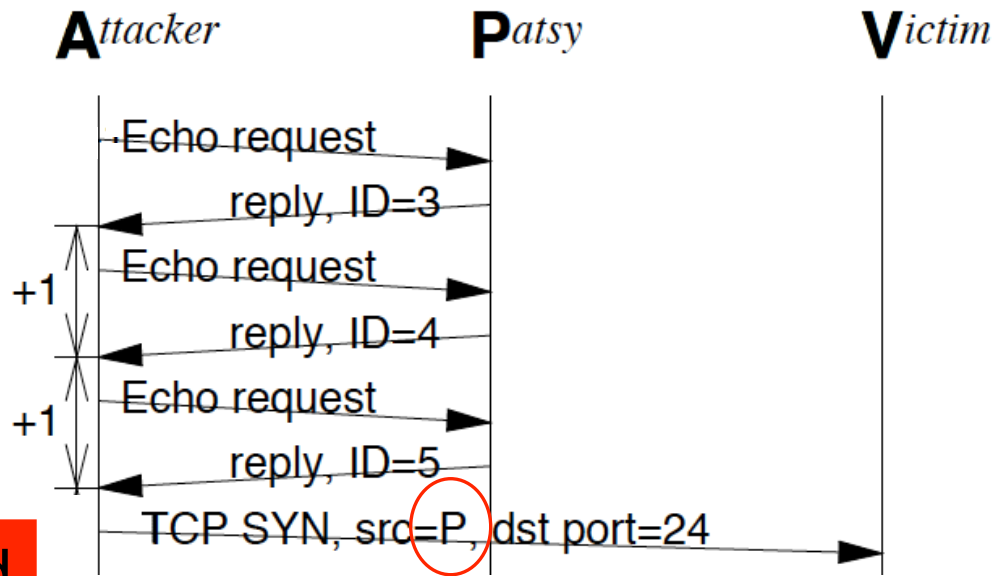 Attacker Patsy Victim
Echo request
reply, ID=3
+1
Echo request
reply, ID=4
+1
Echo request
reply, ID=5
TCP SYN, src=P, dst port=24